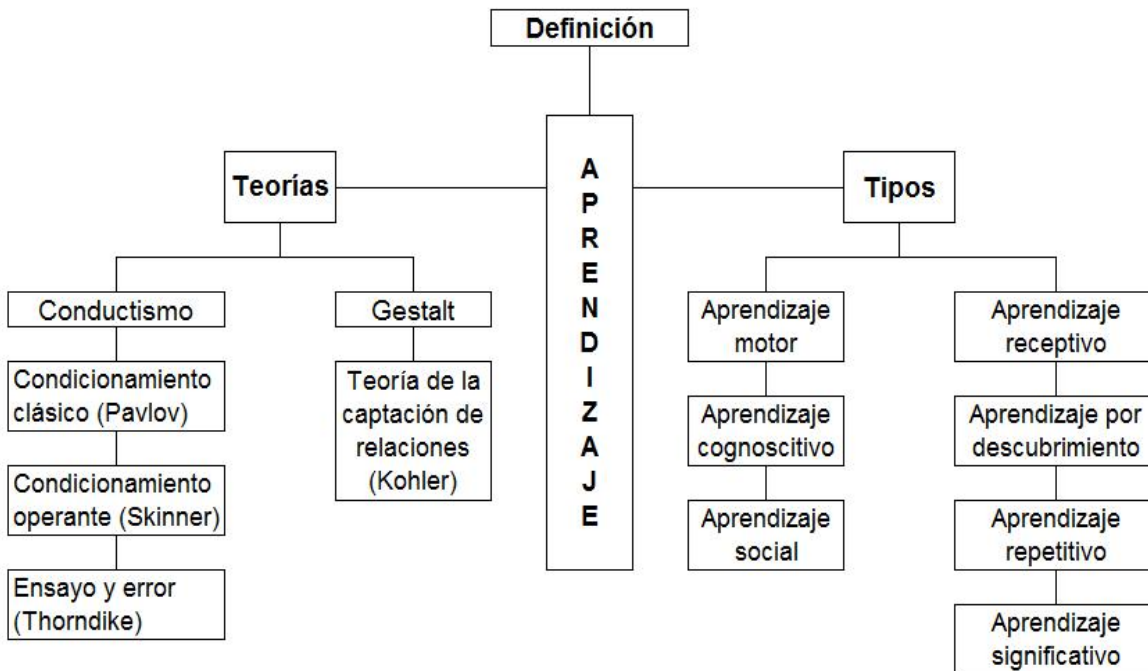 Definición
APRENDIZAJE
Teorías
Conductismo
Condicionamiento
clásico (Pavlov)
Condicionamiento
operante (Skinner)
Ensayo y error
(Thorndike)
Gestalt
Teoría de la
captación de
relaciones
(Kohler)
Tipos
Aprendizaje
motor
Aprendizaje
cognoscitivo
Aprendizaje
social
Aprendizaje
receptivo
Aprendizaje por
descubrimiento
Aprendizaje
repetitivo
Aprendizaje
significativo